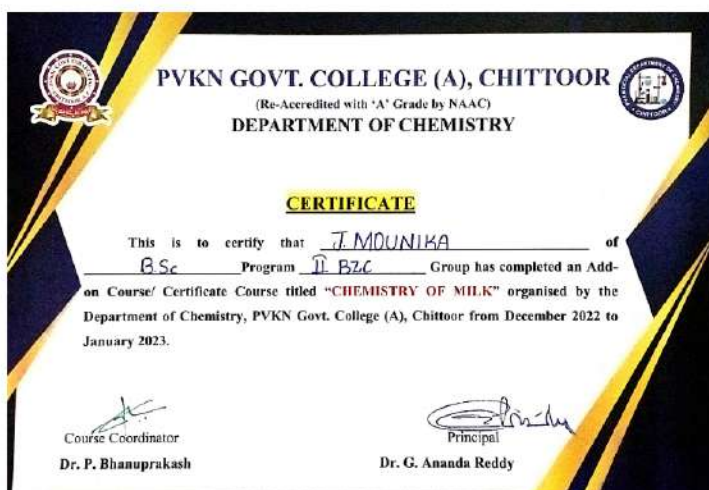 PVKN GOVT. COLLEGE (A), CHITTOOR
(Re-Accredited with ‘A’ Grade by NAAC)
DEPARTMENT OF CHEMISTRY
CERTIFICATE
This is to certify that J. MOUNIKA of
B.Sc Program II BZC Group has completed an Add-
on Course/ Certificate Course titled “CHEMISTRY OF MILK” organised by the
Department of Chemistry, PVKN Govt. College (A), Chittoor from December 2022 to
January 2023.
Course Coordinator
Dr. P. Bhanuprakash
Principal
Dr. G. Ananda Reddy